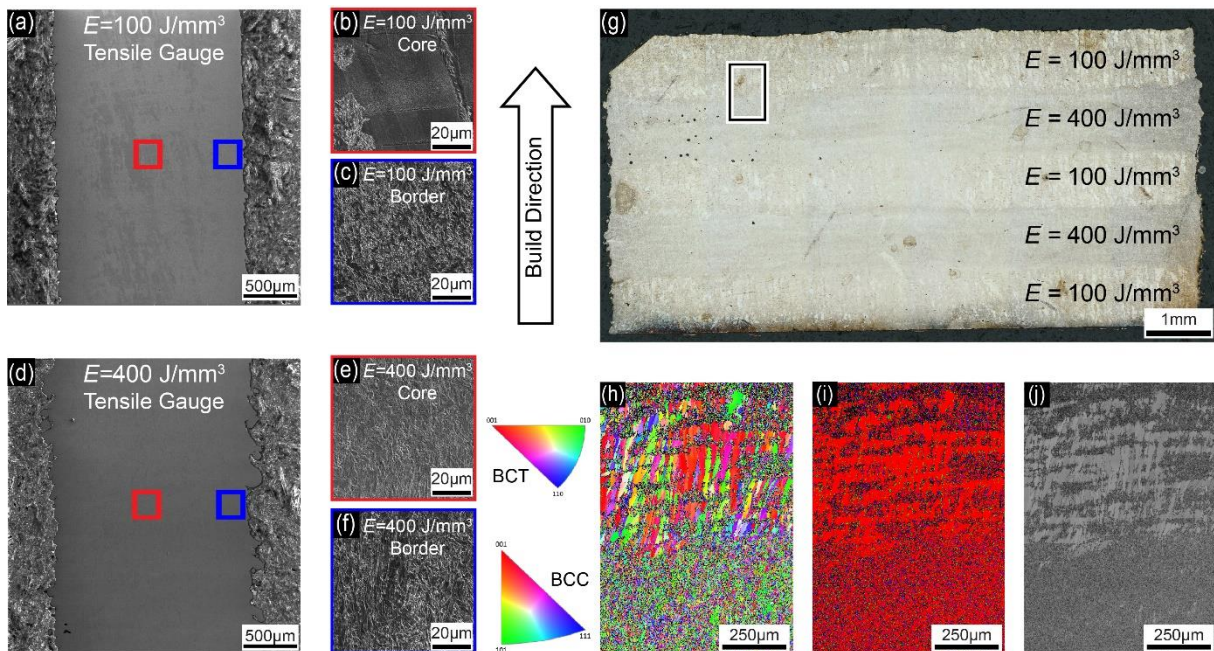 (a)
E=100 J/mm³
Tensile Gauge
500µm
(b)
E=100 J/mm³
Core
20µm
(c)
E=100 J/mm³
Border
20µm
Build Direction
(g)
E = 100 J/mm³
E = 400 J/mm³
E = 100 J/mm³
E = 400 J/mm³
E = 100 J/mm³
1mm
(d)
E=400 J/mm³
Tensile Gauge
500µm
(e)
E=400 J/mm³
Core
20µm
(f)
E=400 J/mm³
Border
20µm
001
010
BCT
110
001
BCC
111
101
(h)
250µm
(i)
250µm
(j)
250µm